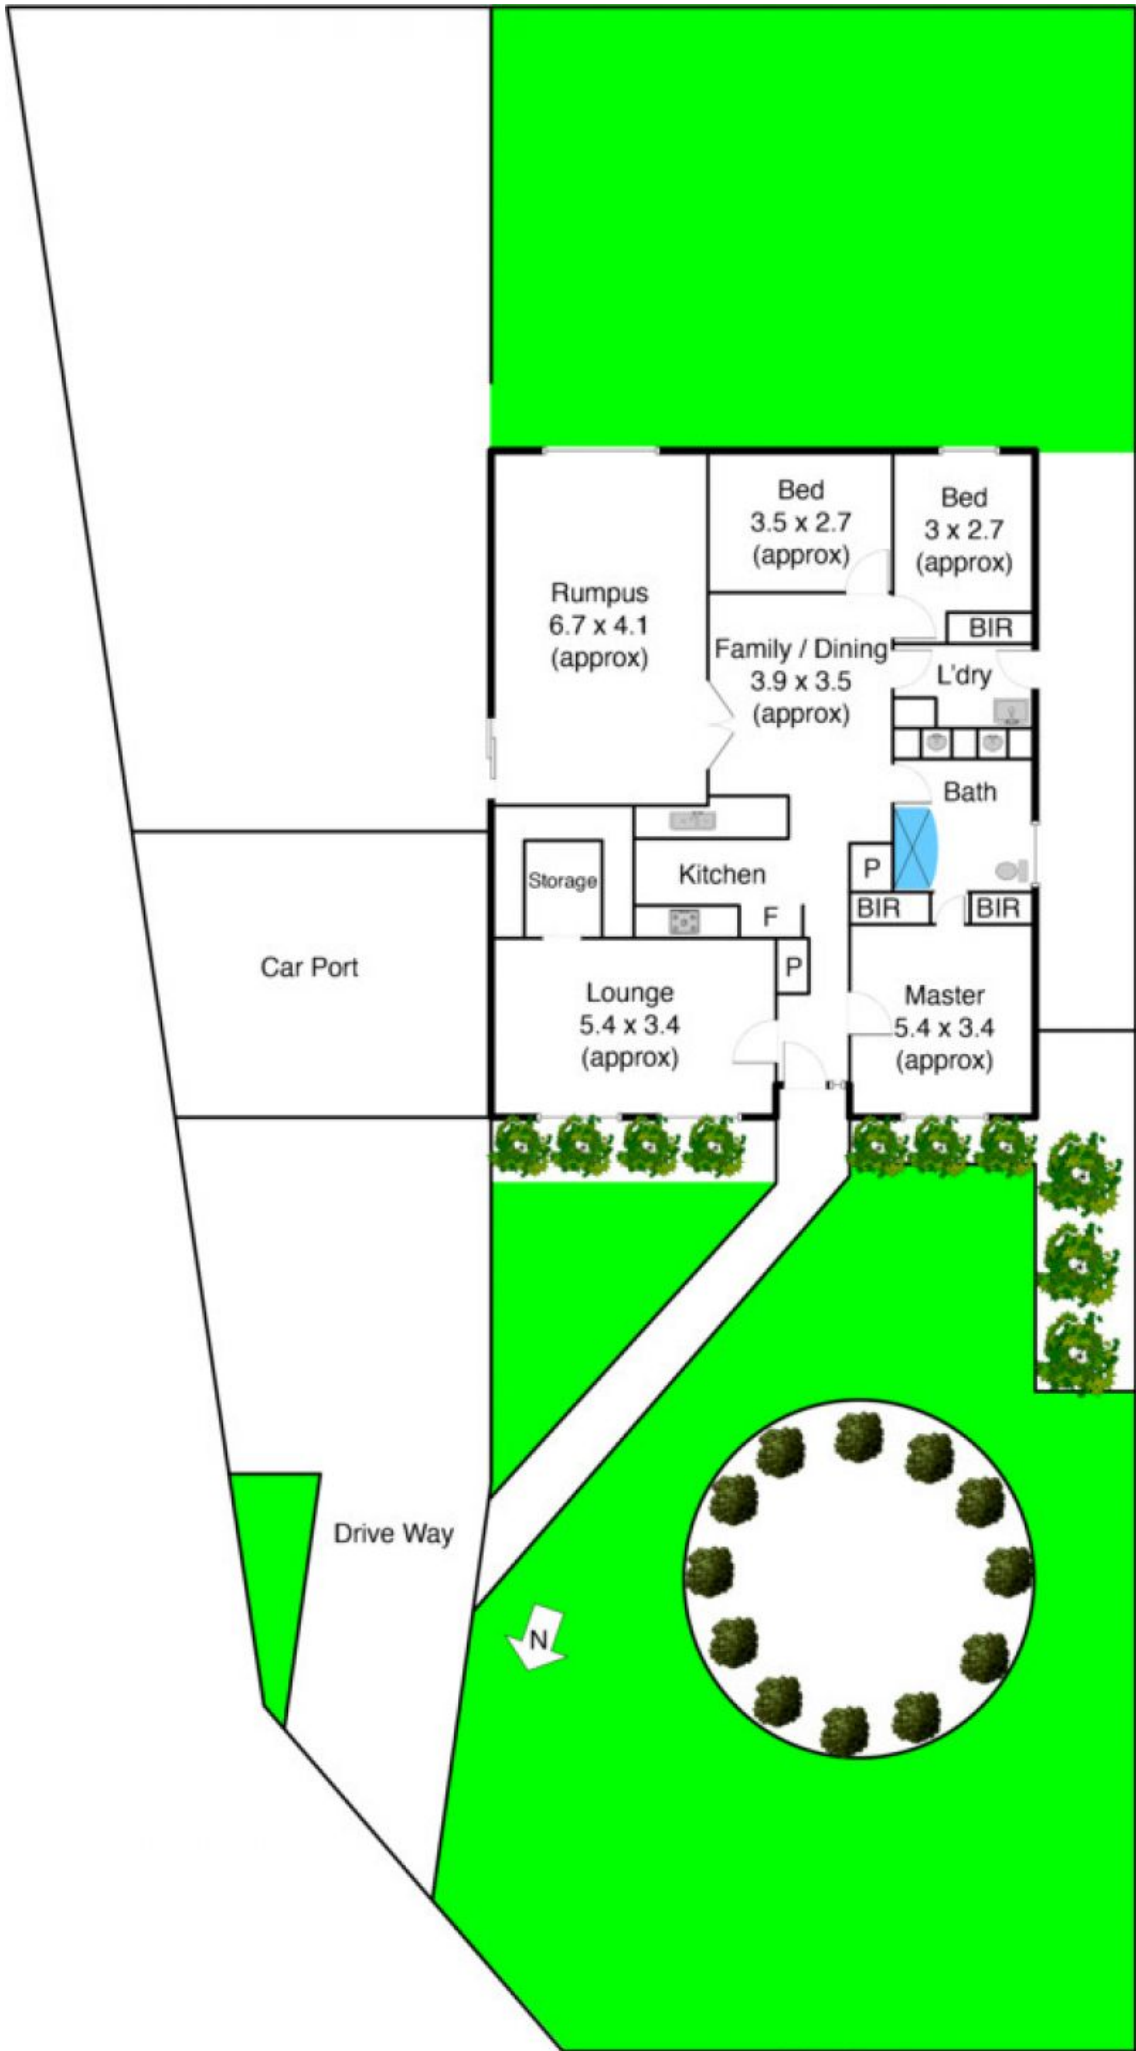 Bed
3.5 x 2.7
(approx)
Bed
3 x 2.7
(approx)
BIR
Rumpus
6.7 x 4.1
(approx)
Family / Dining
3.9 x 3.5
(approx)
L'dry
Bath
Storage
Kitchen
P
F
BIR
BIR
Car Port
Lounge
5.4 x 3.4
(approx)
P
Master
5.4 x 3.4
(approx)
Drive Way
N